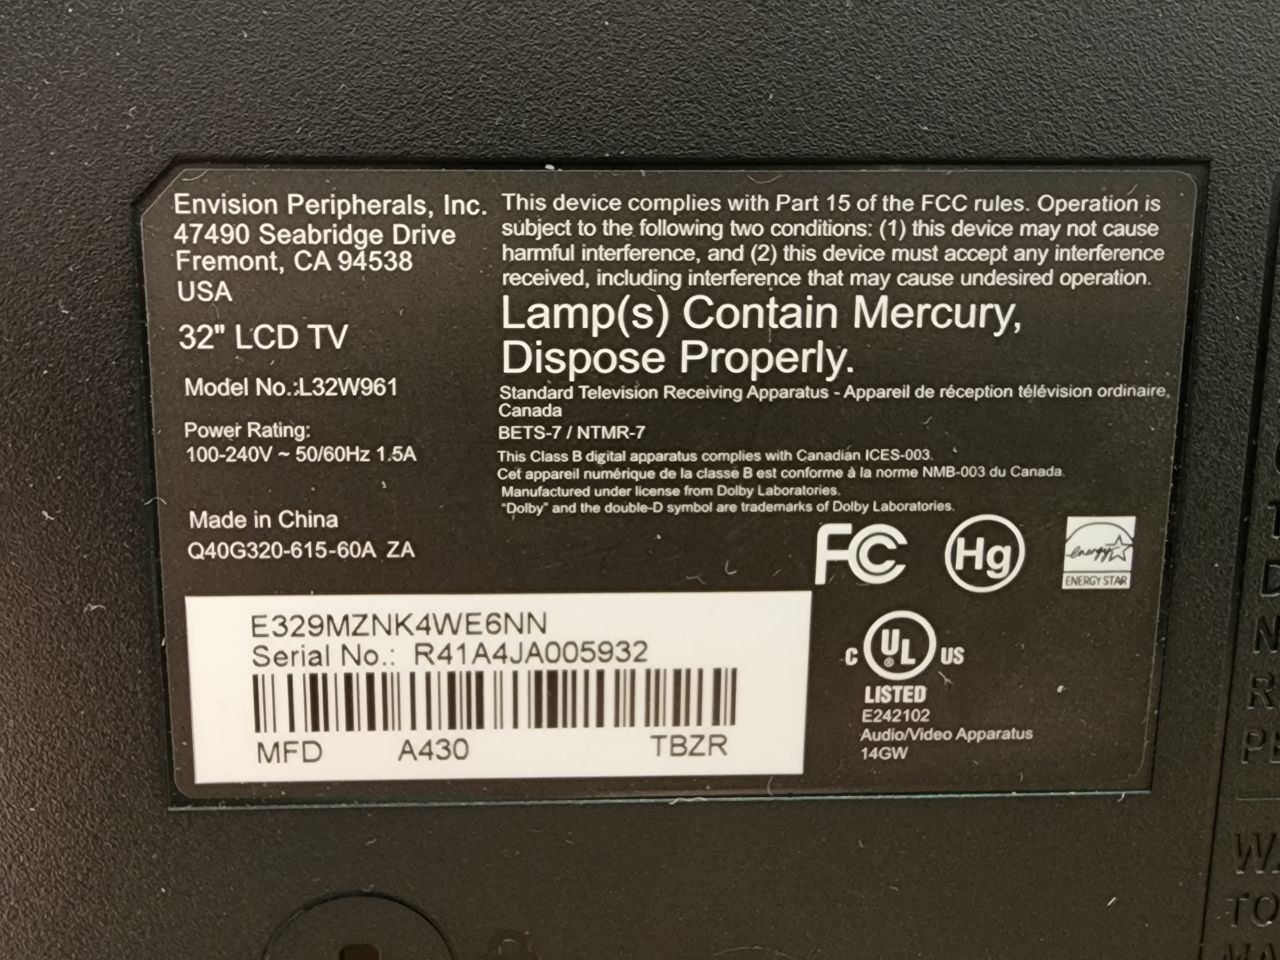 Envision Peripherals, Inc.
47490 Seabridge Drive
Fremont, CA 94538
USA
32" LCD TV
Model No.:L32W961
Power Rating:
100-240V ~ 50/60Hz 1.5A
Made in China
Q40G320-615-60A ZA
This device complies with Part 15 of the FCC rules. Operation is
subject to the following two conditions: (1) this device may not cause
harmful interference, and (2) this device must accept any interference
received, including interference that may cause undesired operation.
Lamp(s) Contain Mercury,
Dispose Properly.
Standard Television Receiving Apparatus - Appareil de réception télévision ordinaire,
Canada
BETS-7 / NTMR-7
This Class B digital apparatus complies with Canadian ICES-003.
Cet appareil numérique de la classe B est conforme à la norme NMB-003 du Canada.
Manufactured under license from Dolby Laboratories.
"Dolby" and the double-D symbol are trademarks of Dolby Laboratories.
FC
Hg
energy
ENERGY STAR
C UL US
®
LISTED
E242102
Audio/Video Apparatus
14GW
E329MZNK4WE6NN
Serial No.: R41A4JA005932
MFD A430 TBZR
TO